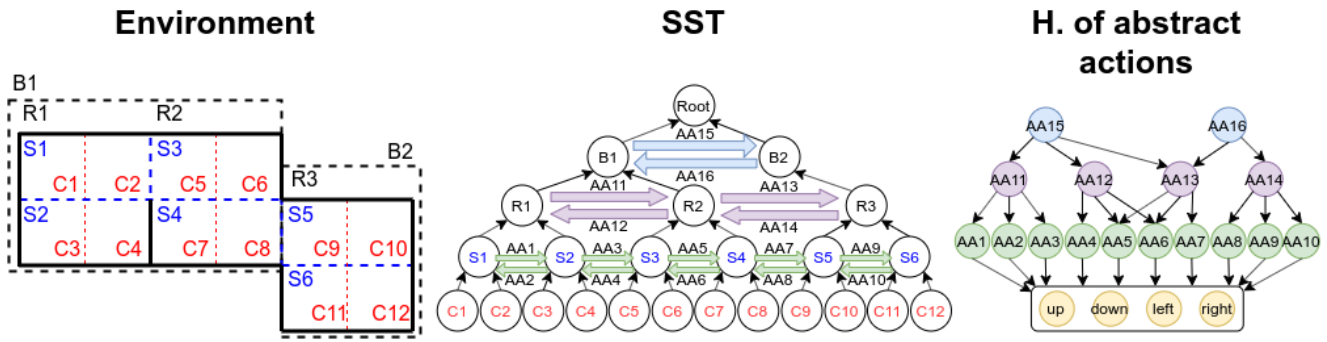 Environment
B1
R1 R2
S1 S3
C1 C2 C5 C6
B2
R3
S2 S4 S5
C3 C4 C7 C8 C9 C10
S6
C11 C12
SST
Root
AA15
B1 B2
AA16
AA11 AA13
R1 R2 R3
AA12 AA14
AA1 AA3 AA5 AA7 AA9
S1 S2 S3 S4 S5 S6
AA2 AA4 AA6 AA8 AA10
C1 C2 C3 C4 C5 C6 C7 C8 C9 C10 C11 C12
H. of abstract
actions
AA15 AA16
AA11 AA12 AA13 AA14
AA1 AA2 AA3 AA4 AA5 AA6 AA7 AA8 AA9 AA10
up down left right